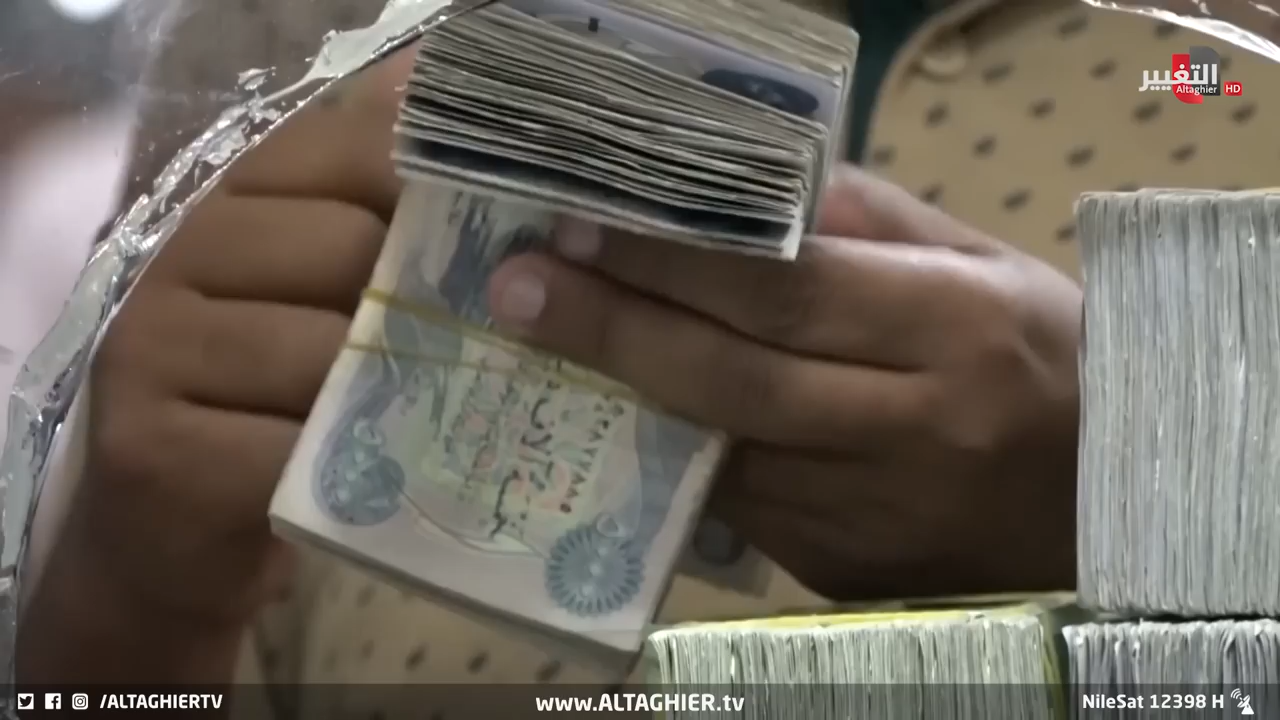 التغيير
Altaghier HD
/ALTAGHIERTV
www.ALTAGHIER.tv
NileSat 12398 H